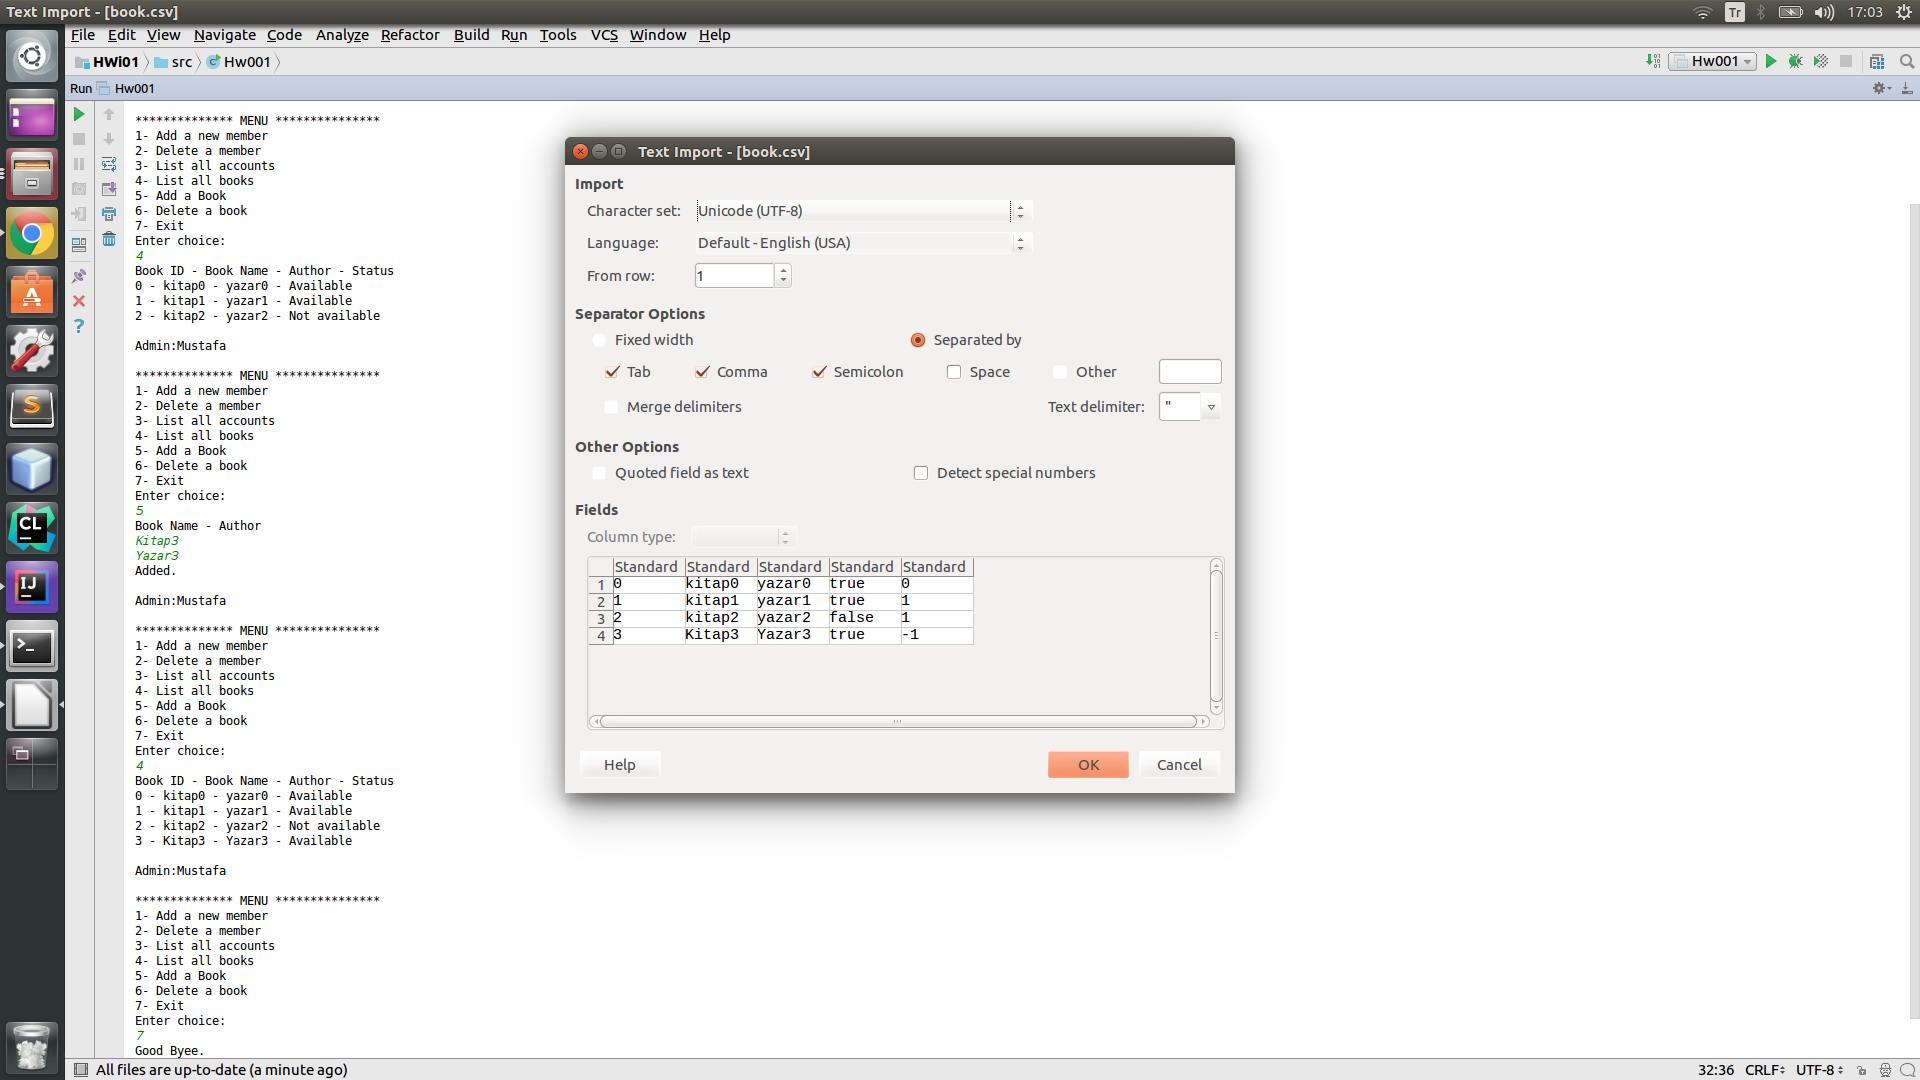 Text Import - [book.csv]
Tr
17:03
File Edit View Navigate Code Analyze Refactor Build Run Tools VCS Window Help
HWi01 src Hw001
Hw001
Run Hw001
************** MENU ***************
1- Add a new member
2- Delete a member
3- List all accounts
4- List all books
5- Add a Book
6- Delete a book
7- Exit
Enter choice:
4
Book ID - Book Name - Author - Status
0 - kitap0 - yazar0 - Available
1 - kitap1 - yazar1 - Available
2 - kitap2 - yazar2 - Not available
Admin:Mustafa
************** MENU ***************
1- Add a new member
2- Delete a member
3- List all accounts
4- List all books
5- Add a Book
6- Delete a book
7- Exit
Enter choice:
5
Book Name - Author
Kitap3
Yazar3
Added.
Admin:Mustafa
************** MENU ***************
1- Add a new member
2- Delete a member
3- List all accounts
4- List all books
5- Add a Book
6- Delete a book
7- Exit
Enter choice:
4
Book ID - Book Name - Author - Status
0 - kitap0 - yazar0 - Available
1 - kitap1 - yazar1 - Available
2 - kitap2 - yazar2 - Not available
3 - Kitap3 - Yazar3 - Available
Admin:Mustafa
************** MENU ***************
1- Add a new member
2- Delete a member
3- List all accounts
4- List all books
5- Add a Book
6- Delete a book
7- Exit
Enter choice:
7
Good Byee.
Text Import - [book.csv]
Import
Character set: Unicode (UTF-8)
Language: Default - English (USA)
From row: 1
Separator Options
Fixed width Separated by
Tab Comma Semicolon Space Other
Merge delimiters Text delimiter: "
Other Options
Quoted field as text Detect special numbers
Fields
Column type:
Standard Standard Standard Standard Standard
1 0 kitap0 yazar0 true 0
2 1 kitap1 yazar1 true 1
3 2 kitap2 yazar2 false 1
4 3 Kitap3 Yazar3 true -1
Help OK Cancel
S
CL
IJ
>_
All files are up-to-date (a minute ago)
32:36 CRLF UTF-8